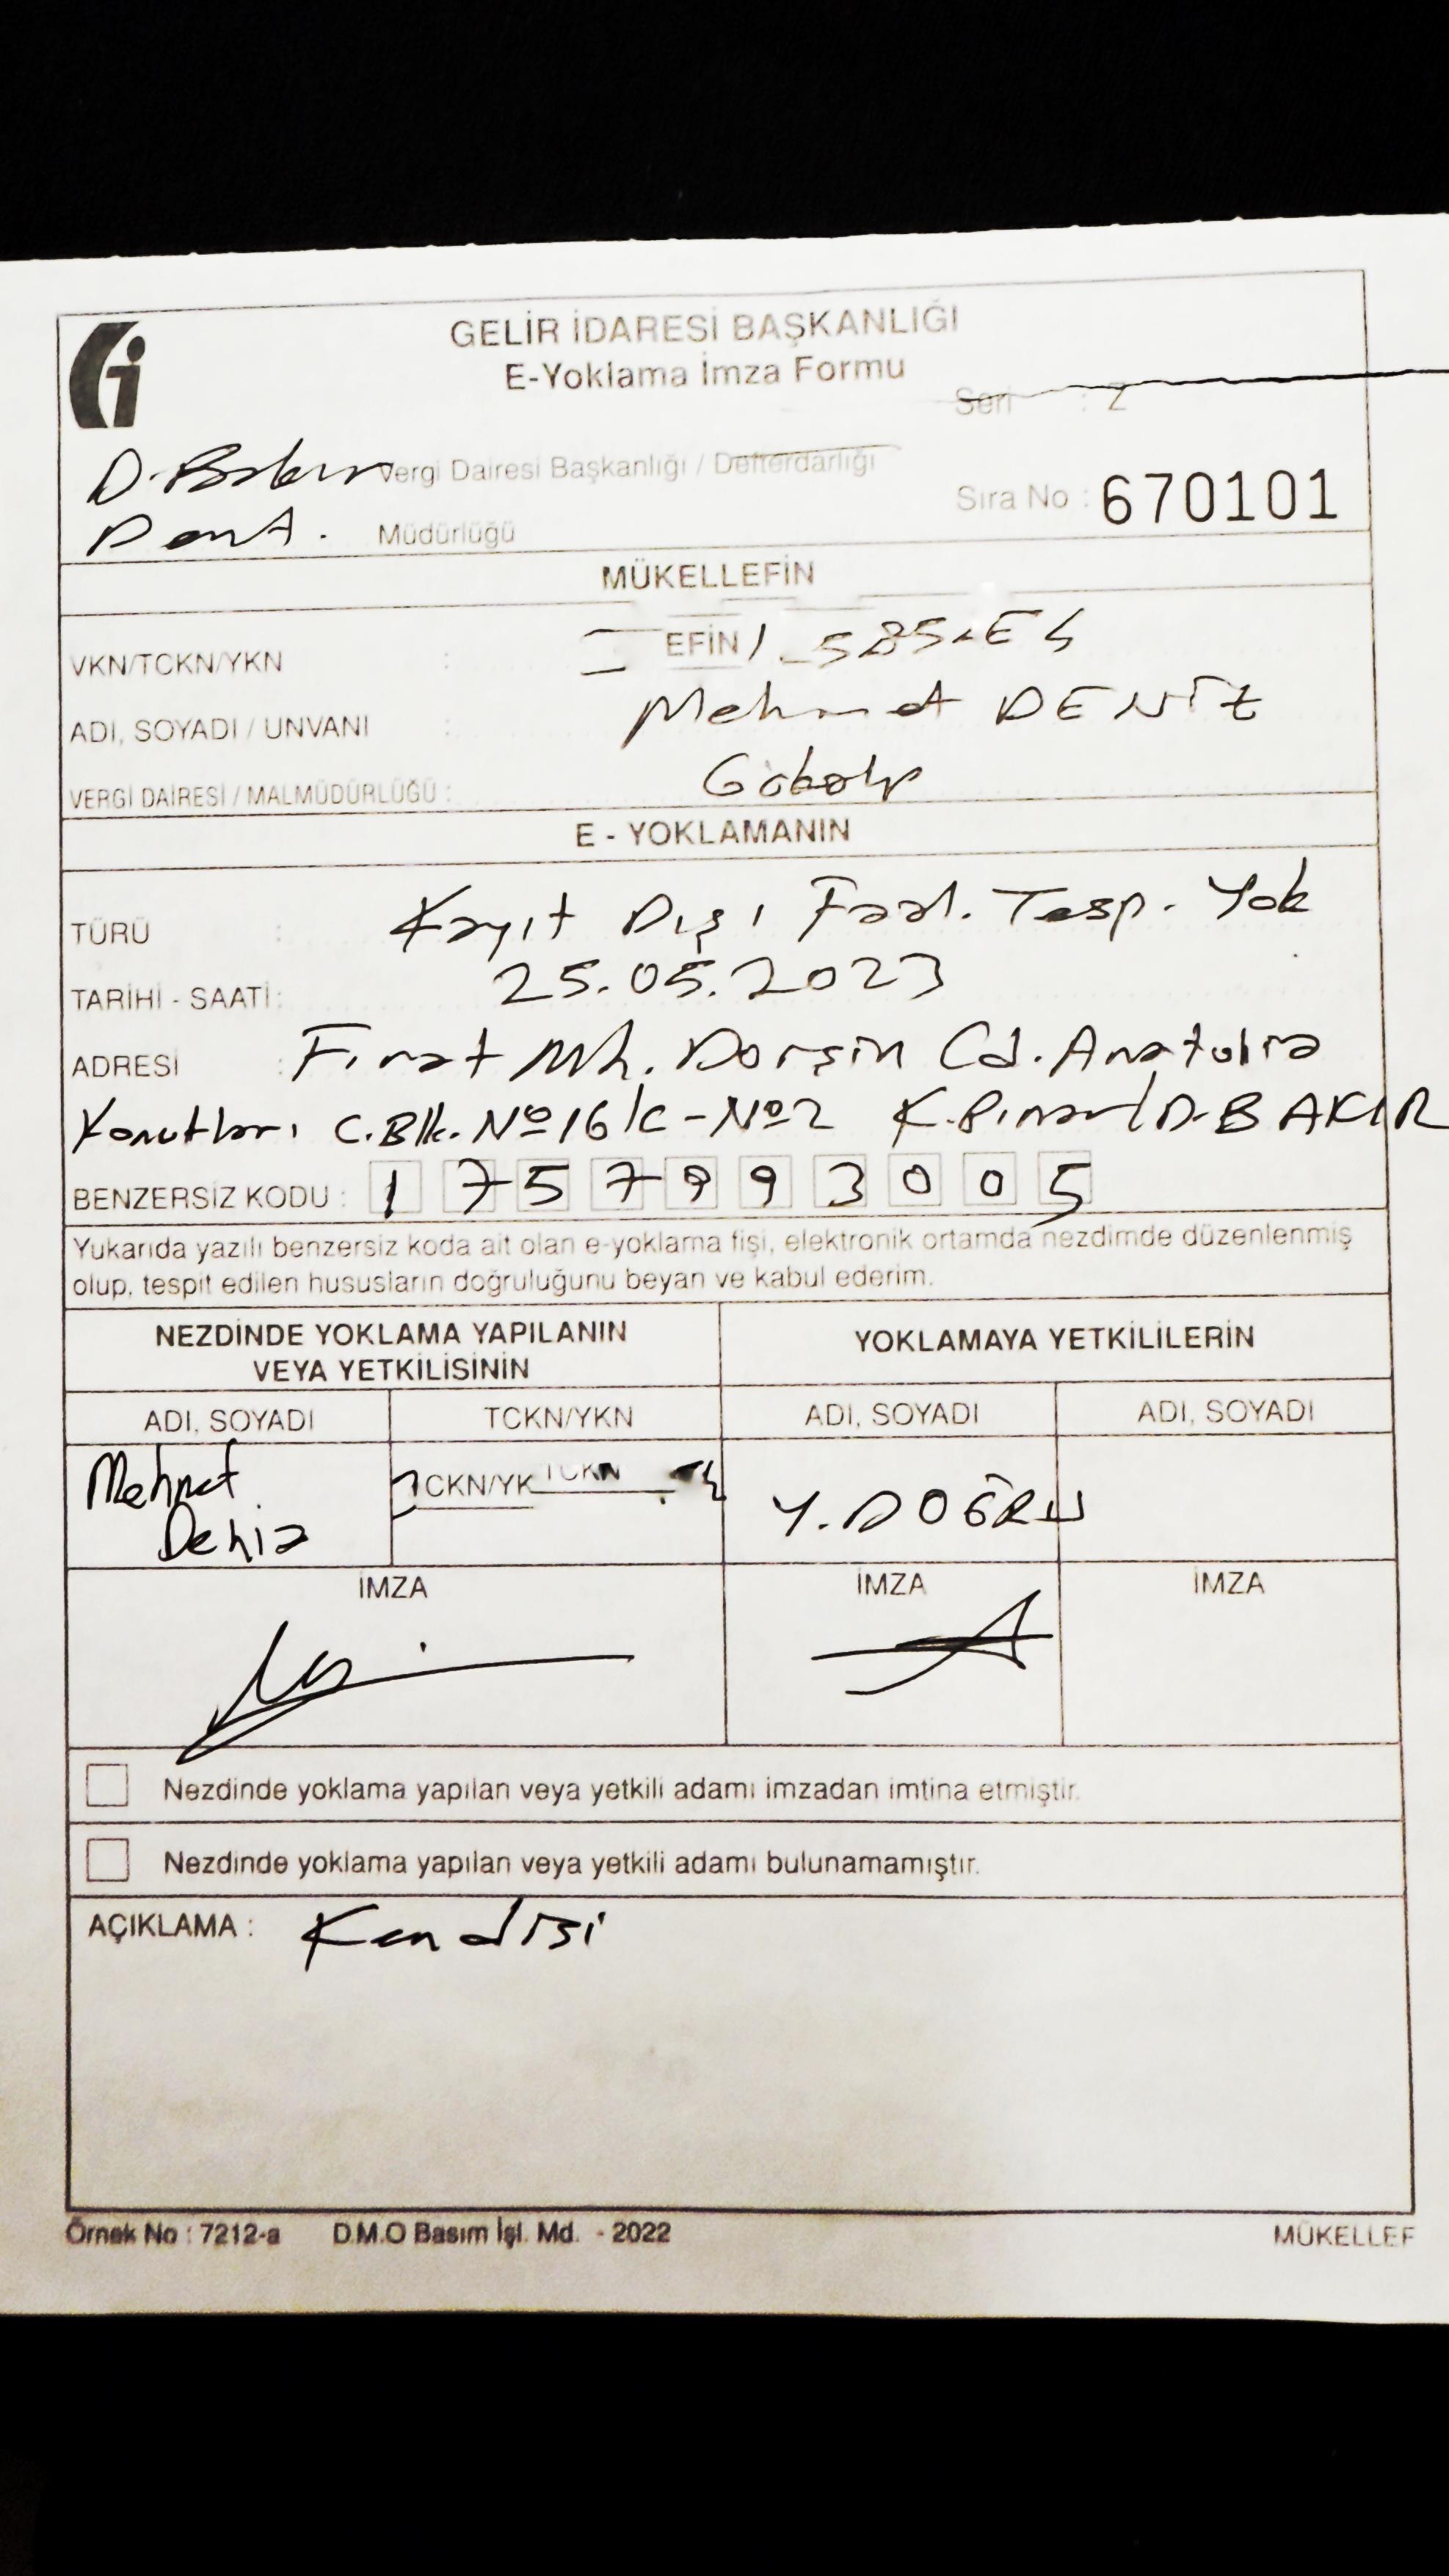 GELİR İDARESİ BAŞKANLIĞI
E-Yoklama İmza Formu
Seri : Z
D.Bakır Vergi Dairesi Başkanlığı / Defterdarlığı
Sıra No : 670101
Dent. Müdürlüğü
MÜKELLEFİN
VKN/TCKN/YKN : EFİN
ADI, SOYADI / UNVANI : Mehmet DENİZ
VERGİ DAİRESİ / MALMÜDÜRLÜĞÜ : Gökalp
E - YOKLAMANIN
TÜRÜ : Kayıt Dışı Faal. Tesp. Yok
TARİHİ - SAATİ : 25.05.2023
ADRESİ : Fırat Mh. Dorşin Cd. Anatolia
Konutları C.Blk. No 16/C - No 2 K.Pınar/D.BAKIR
BENZERSİZ KODU : 1 7 5 7 9 9 3 0 0 5
Yukarıda yazılı benzersiz koda ait olan e-yoklama fişi, elektronik ortamda nezdimde düzenlenmiş
olup, tespit edilen hususların doğruluğunu beyan ve kabul ederim.
NEZDİNDE YOKLAMA YAPILANIN
VEYA YETKİLİSİNİN
YOKLAMAYA YETKİLİLERİN
ADI, SOYADI TCKN/YKN ADI, SOYADI ADI, SOYADI
Mehmet
Deniz
CKN/YK
Y. DOĞRU
İMZA İMZA İMZA
Nezdinde yoklama yapılan veya yetkili adamı imzadan imtina etmiştir.
Nezdinde yoklama yapılan veya yetkili adamı bulunamamıştır.
AÇIKLAMA : Kendisi
Örnek No : 7212-a D.M.O Basım İşl. Md. - 2022
MÜKELLEF